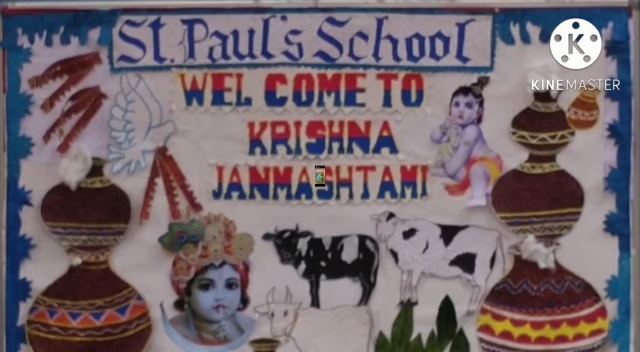 St. Paul's School
WEL COME TO
KRISHNA
JANMASHTAMI
KINEMASTER